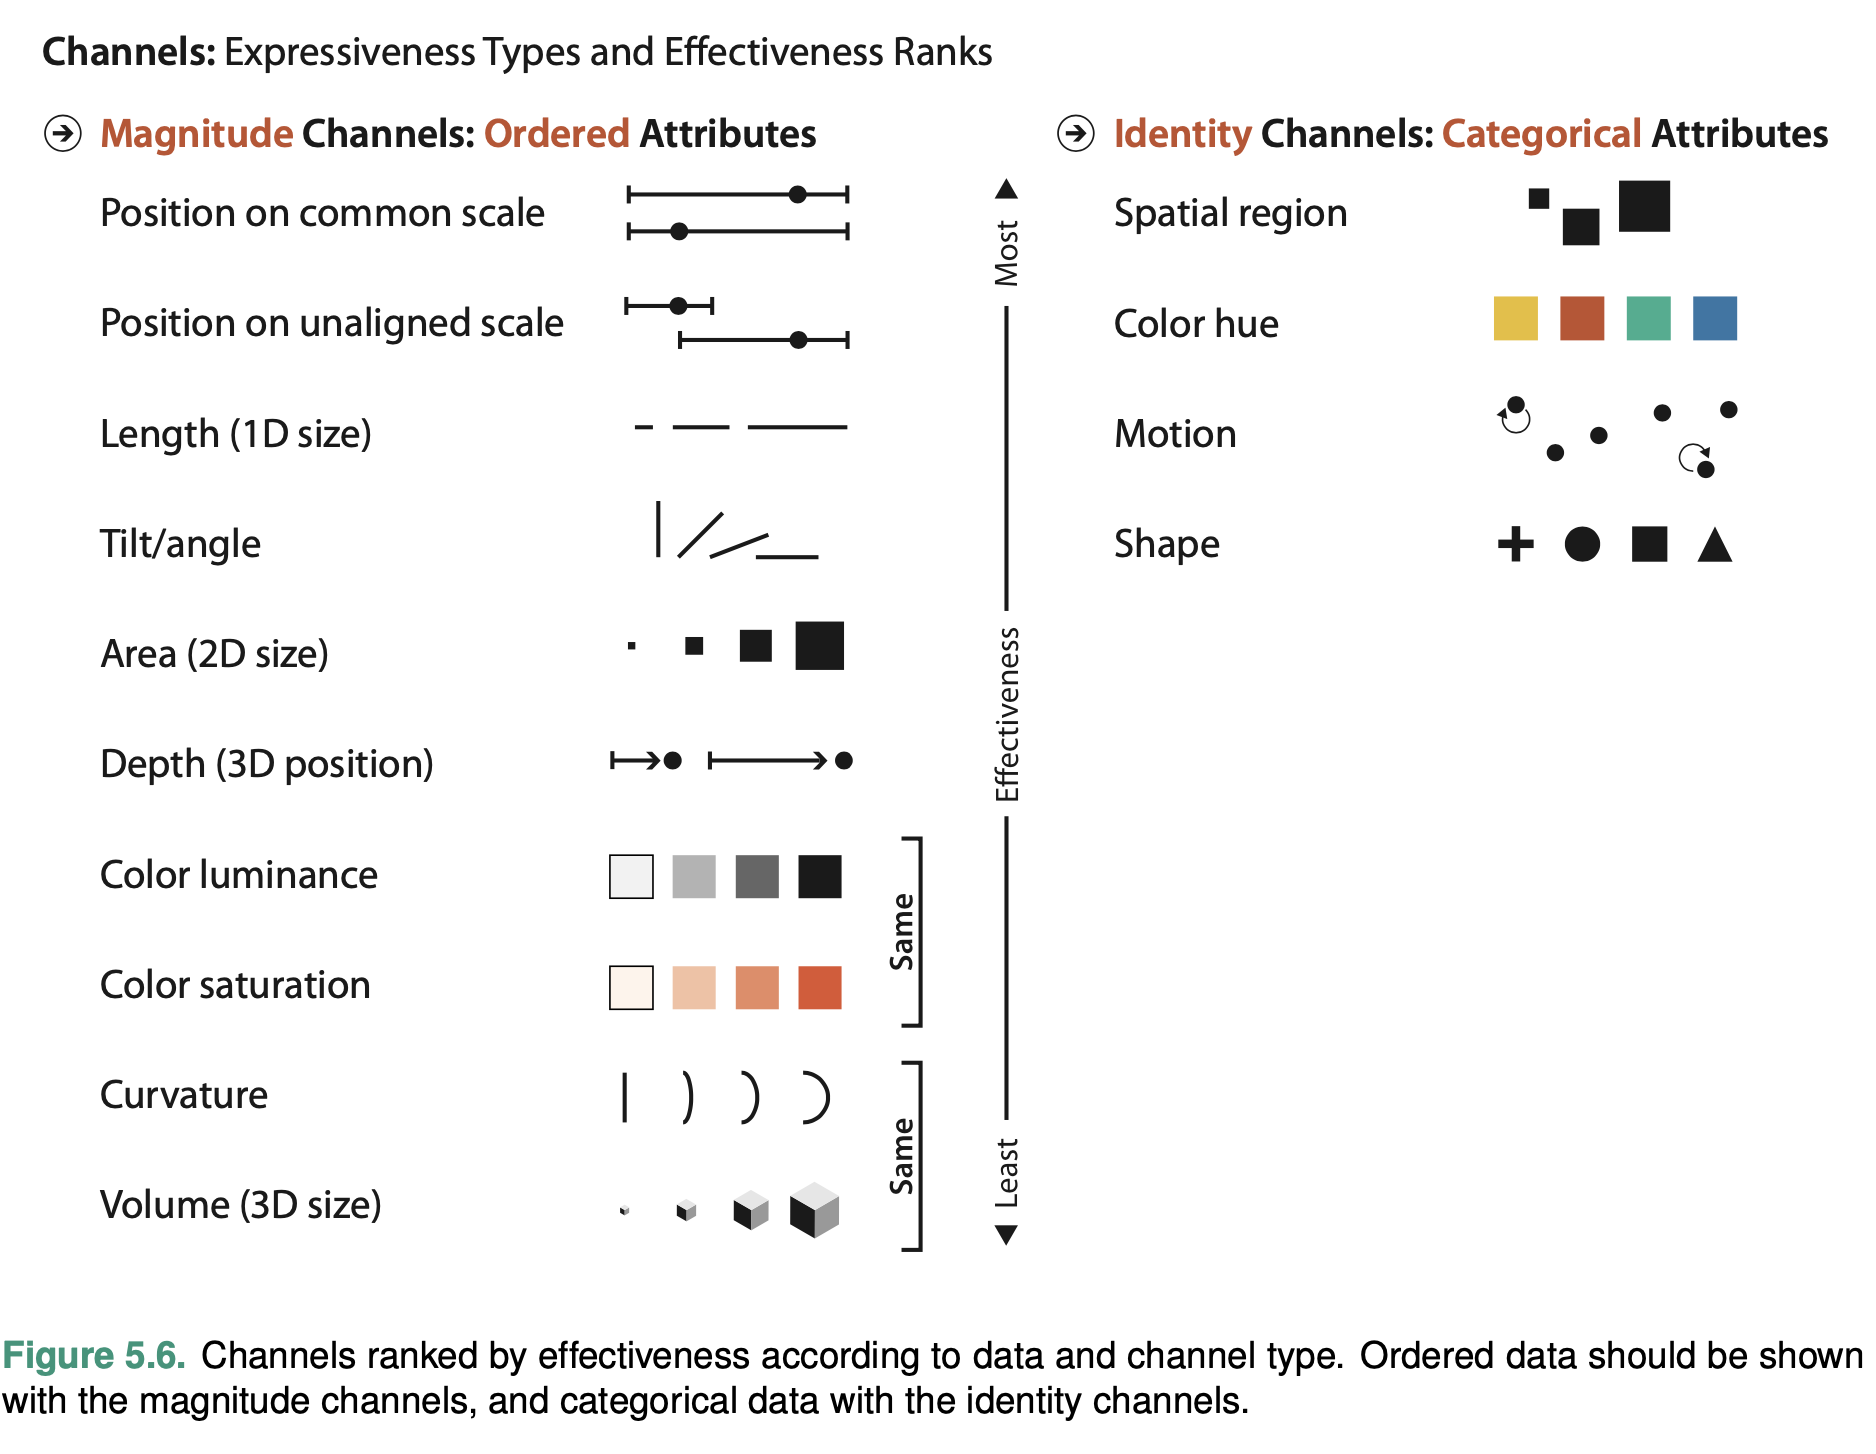 Channels: Expressiveness Types and Effectiveness Ranks
Magnitude Channels: Ordered Attributes
Position on common scale
Position on unaligned scale
Length (1D size)
Tilt/angle
Area (2D size)
Depth (3D position)
Color luminance
Color saturation
Curvature
Volume (3D size)
Same
Same
Most
Effectiveness
Least
Identity Channels: Categorical Attributes
Spatial region
Color hue
Motion
Shape
Figure 5.6. Channels ranked by effectiveness according to data and channel type. Ordered data should be shown
with the magnitude channels, and categorical data with the identity channels.